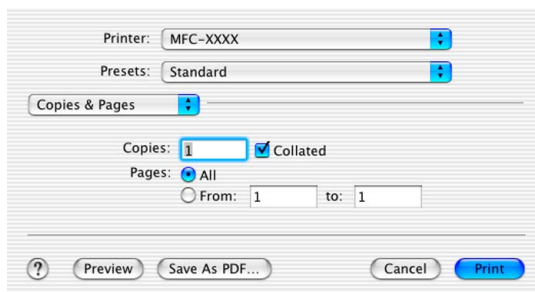 Printer: MFC-XXXX
Presets: Standard
Copies & Pages
Copies: 1 Collated
Pages: All
From: 1 to: 1
? Preview Save As PDF... Cancel Print